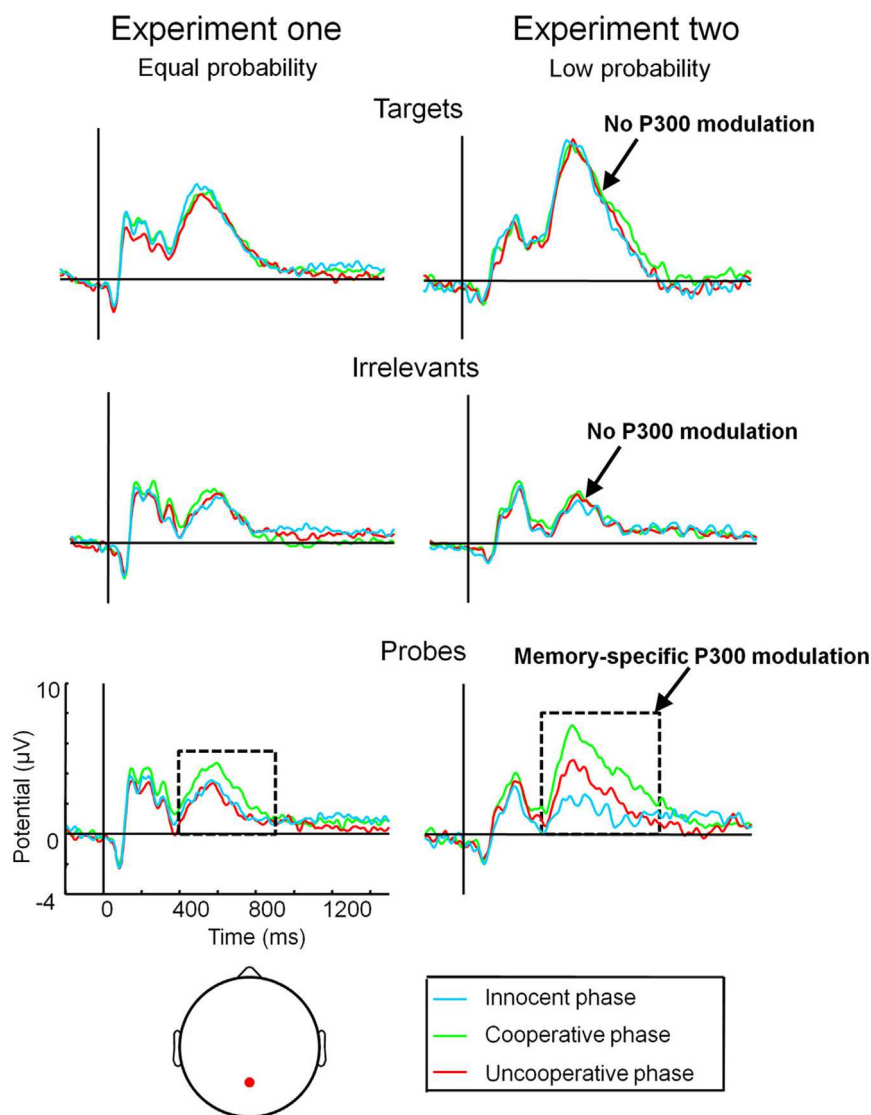 Experiment one
Equal probability
Experiment two
Low probability
Targets
No P300 modulation
Irrelevants
No P300 modulation
Probes
Memory-specific P300 modulation
10
0
-4
Potential (μV)
0 400 800 1200
Time (ms)
Innocent phase
Cooperative phase
Uncooperative phase